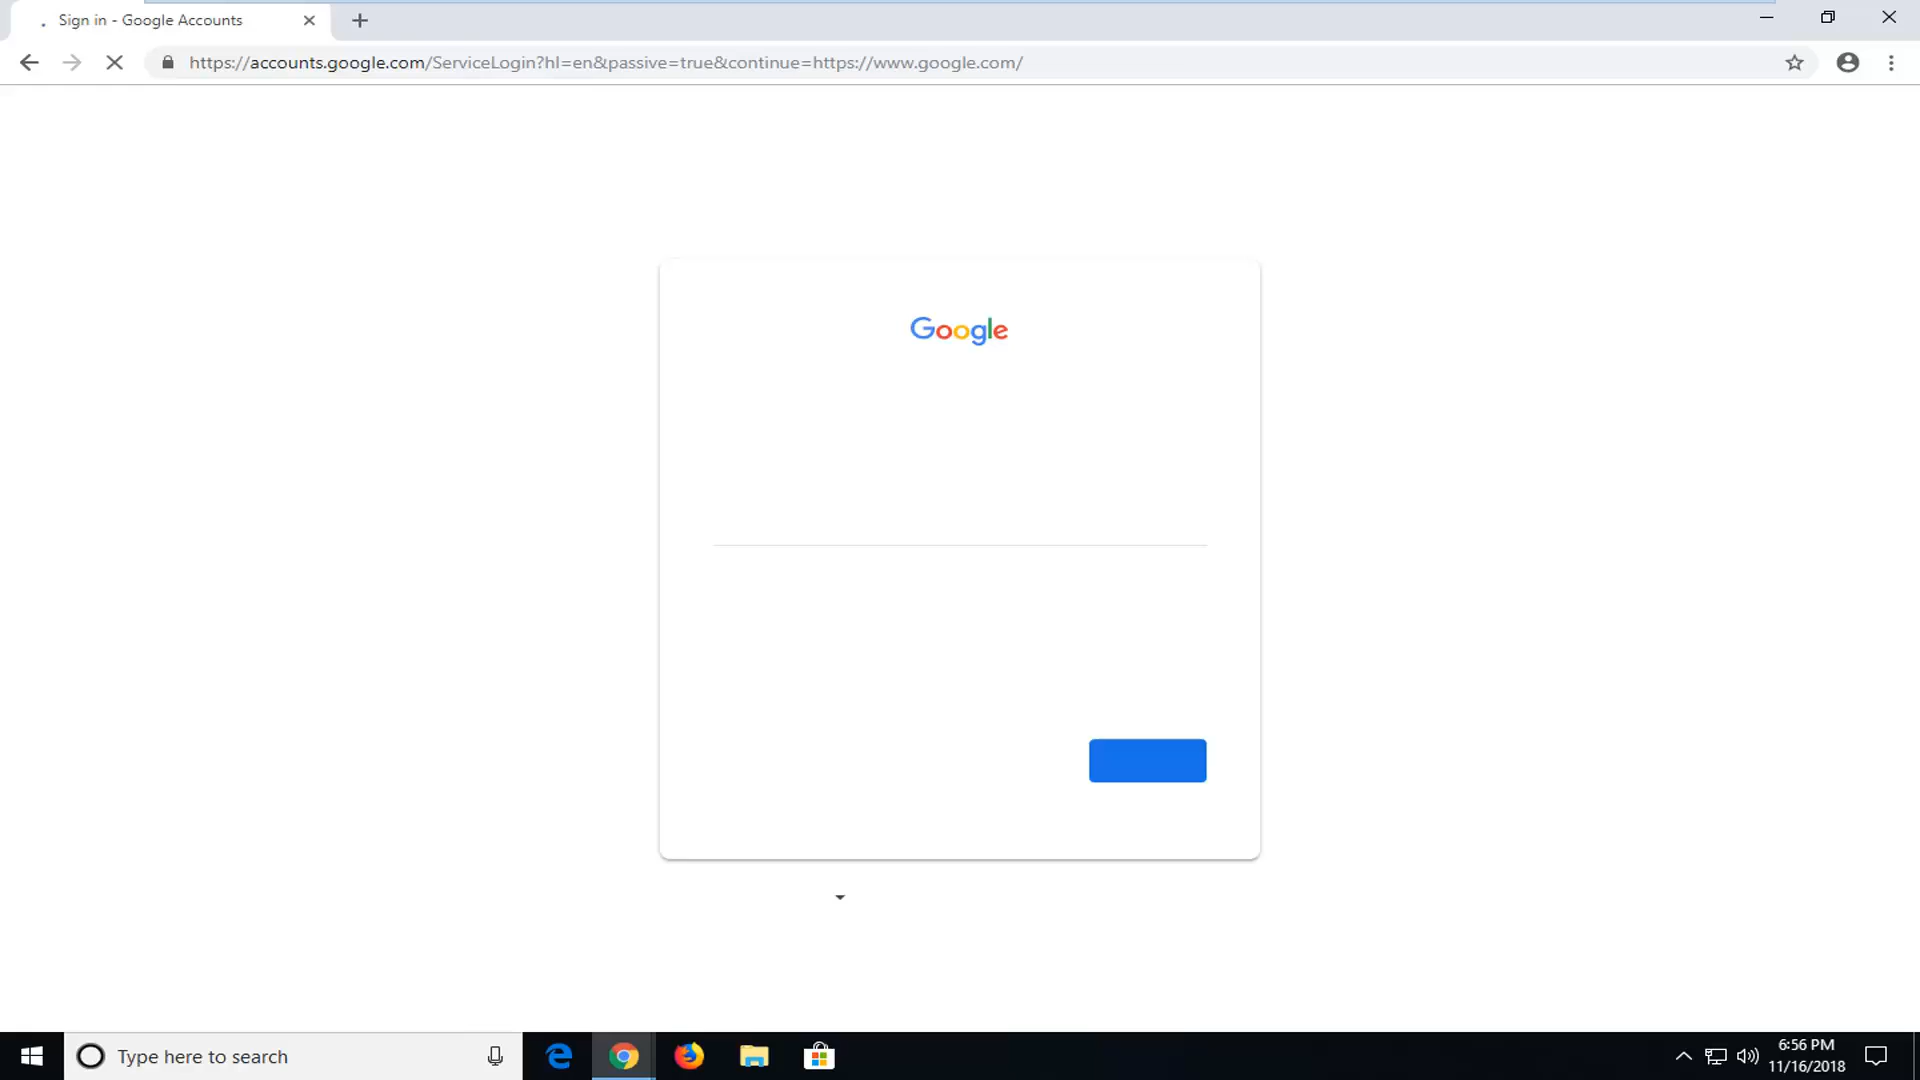 Sign in - Google Accounts
https://accounts.google.com/ServiceLogin?hl=en&passive=true&continue=https://www.google.com/
Google
Type here to search
6:56 PM
11/16/2018